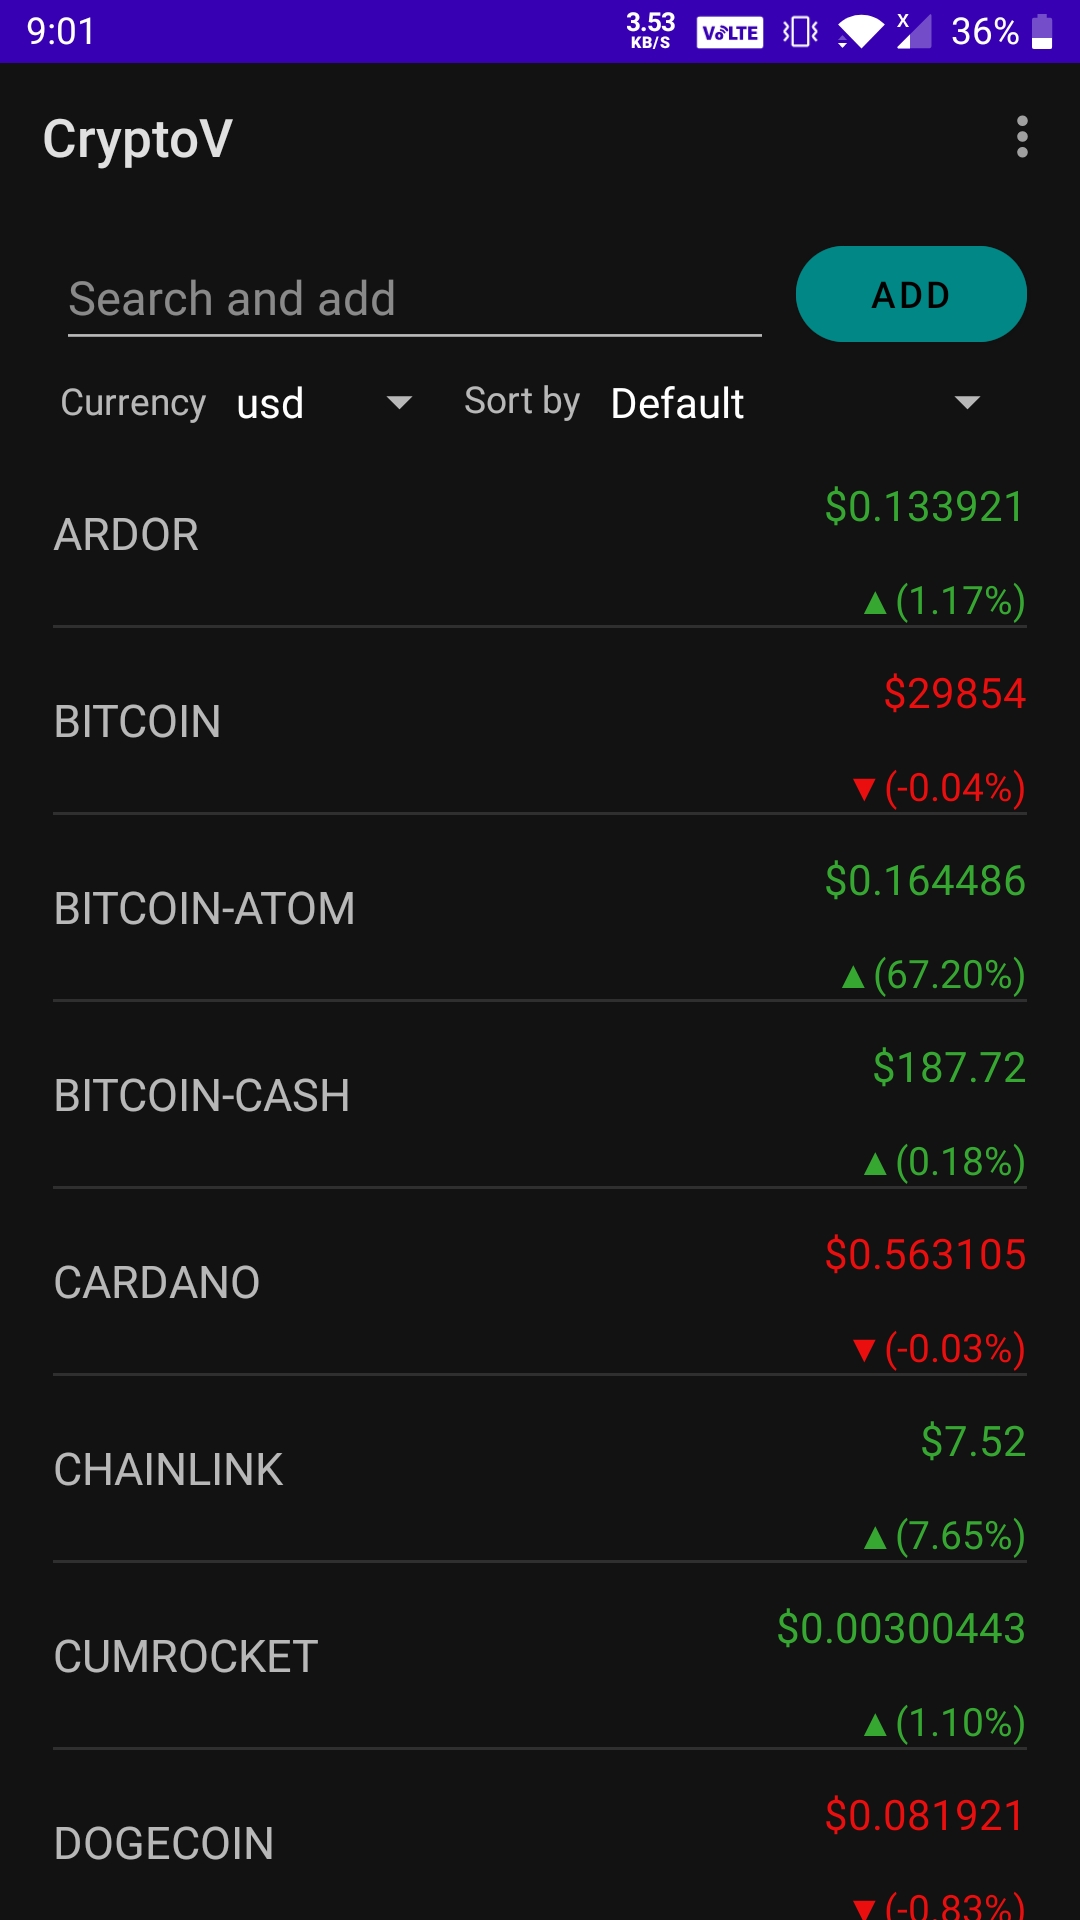 9:01 3.53 KB/S VoLTE X 36%
CryptoV
Search and add ADD
Currency usd Sort by Default
ARDOR $0.133921
▲(1.17%)
BITCOIN $29854
▼(-0.04%)
BITCOIN-ATOM $0.164486
▲(67.20%)
BITCOIN-CASH $187.72
▲(0.18%)
CARDANO $0.563105
▼(-0.03%)
CHAINLINK $7.52
▲(7.65%)
CUMROCKET $0.00300443
▲(1.10%)
DOGECOIN $0.081921
▼(-0.83%)